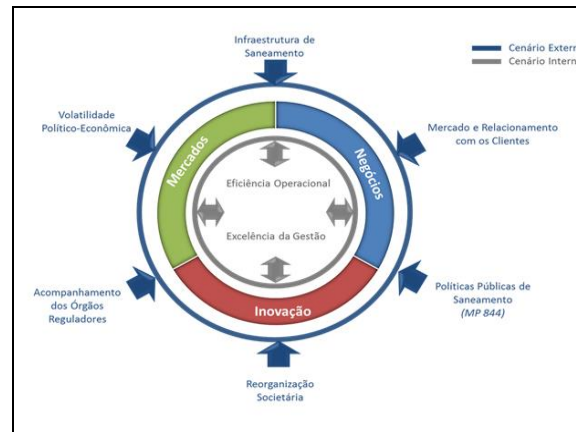 Infraestrutura de
Saneamento
Cenário Extern
Cenário Intern
Volatilidade
Político-Econômica
Mercado e Relacionamento
com os Clientes
Mercados
Negócios
Eficiência Operacional
Excelência da Gestão
Inovação
Acompanhamento
dos Órgãos
Reguladores
Políticas Públicas de
Saneamento
(MP 844)
Reorganização
Societária